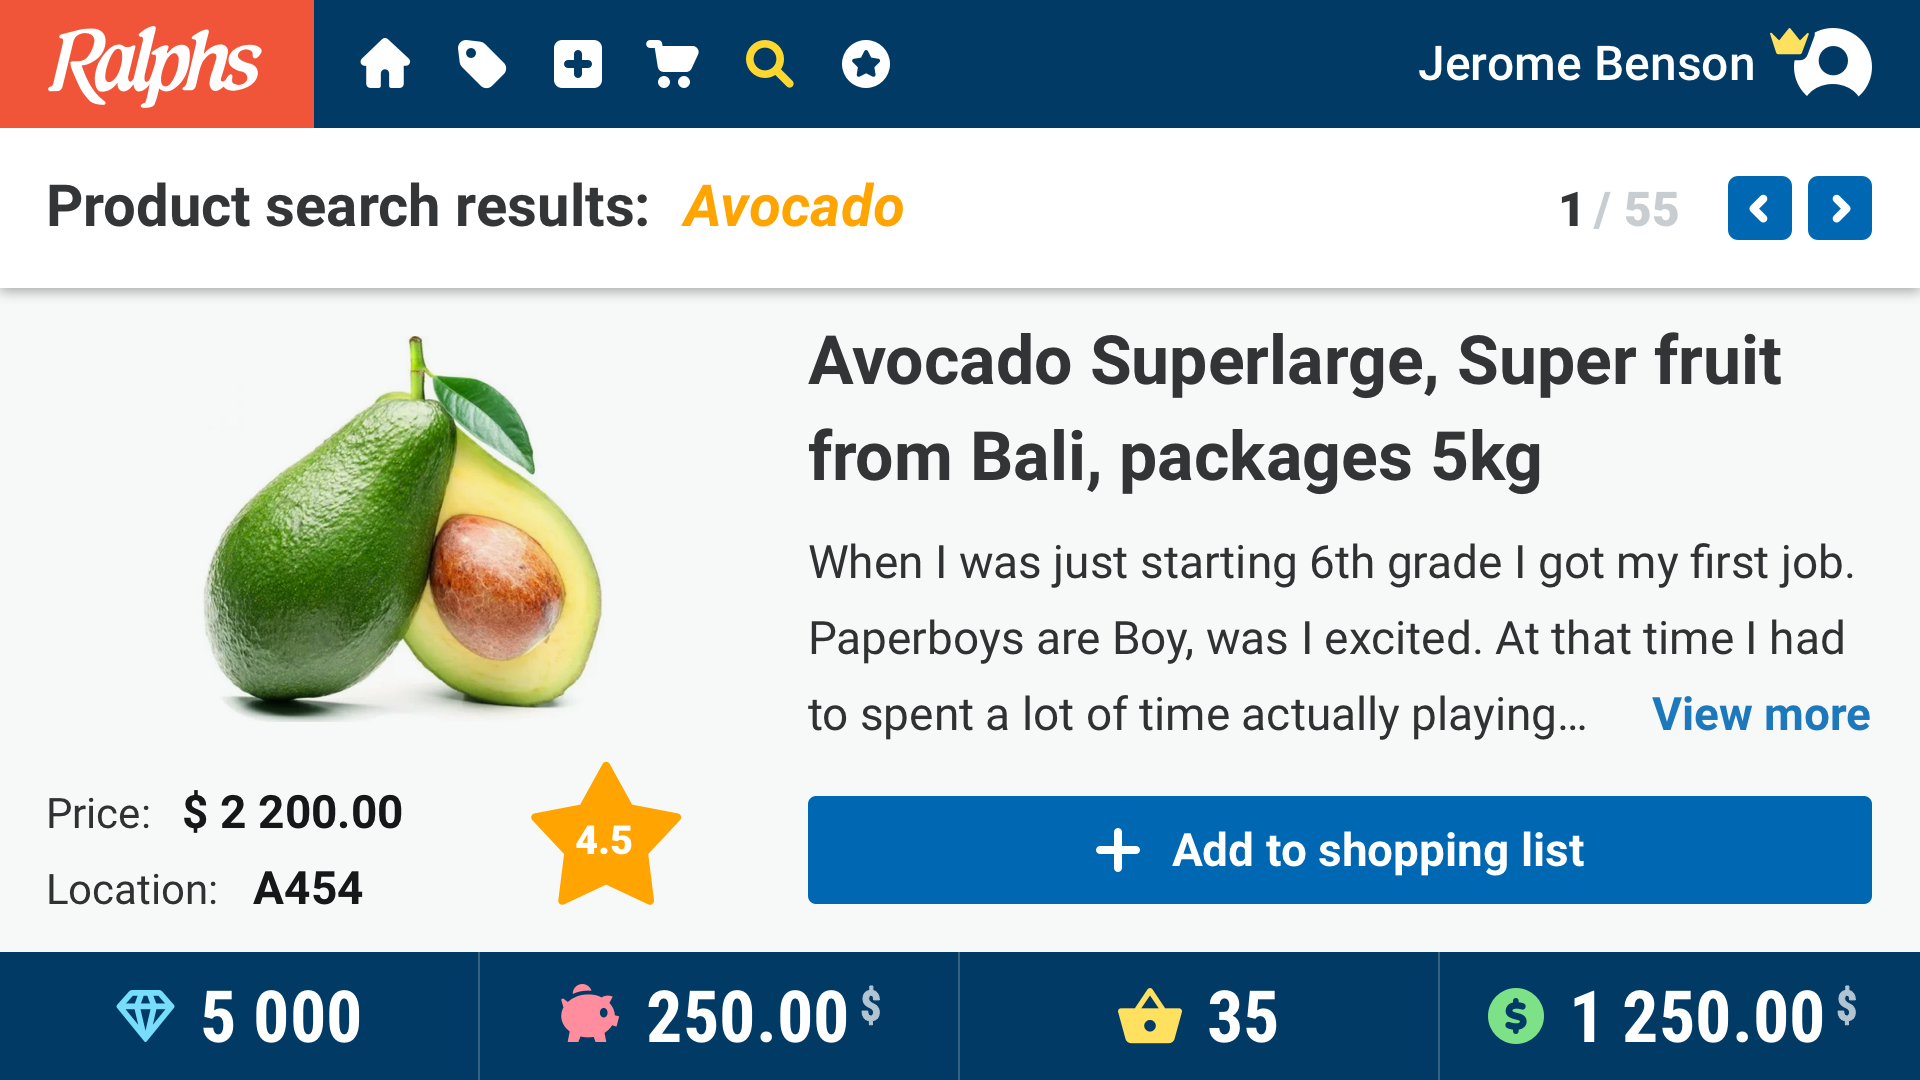 Ralphs
Jerome Benson
Product search results: Avocado
1 / 55
Avocado Superlarge, Super fruit
from Bali, packages 5kg
When I was just starting 6th grade I got my first job.
Paperboys are Boy, was I excited. At that time I had
to spent a lot of time actually playing... View more
Price: $ 2 200.00
4.5
Location: A454
Add to shopping list
5 000
250.00 $
35
$ 1 250.00 $